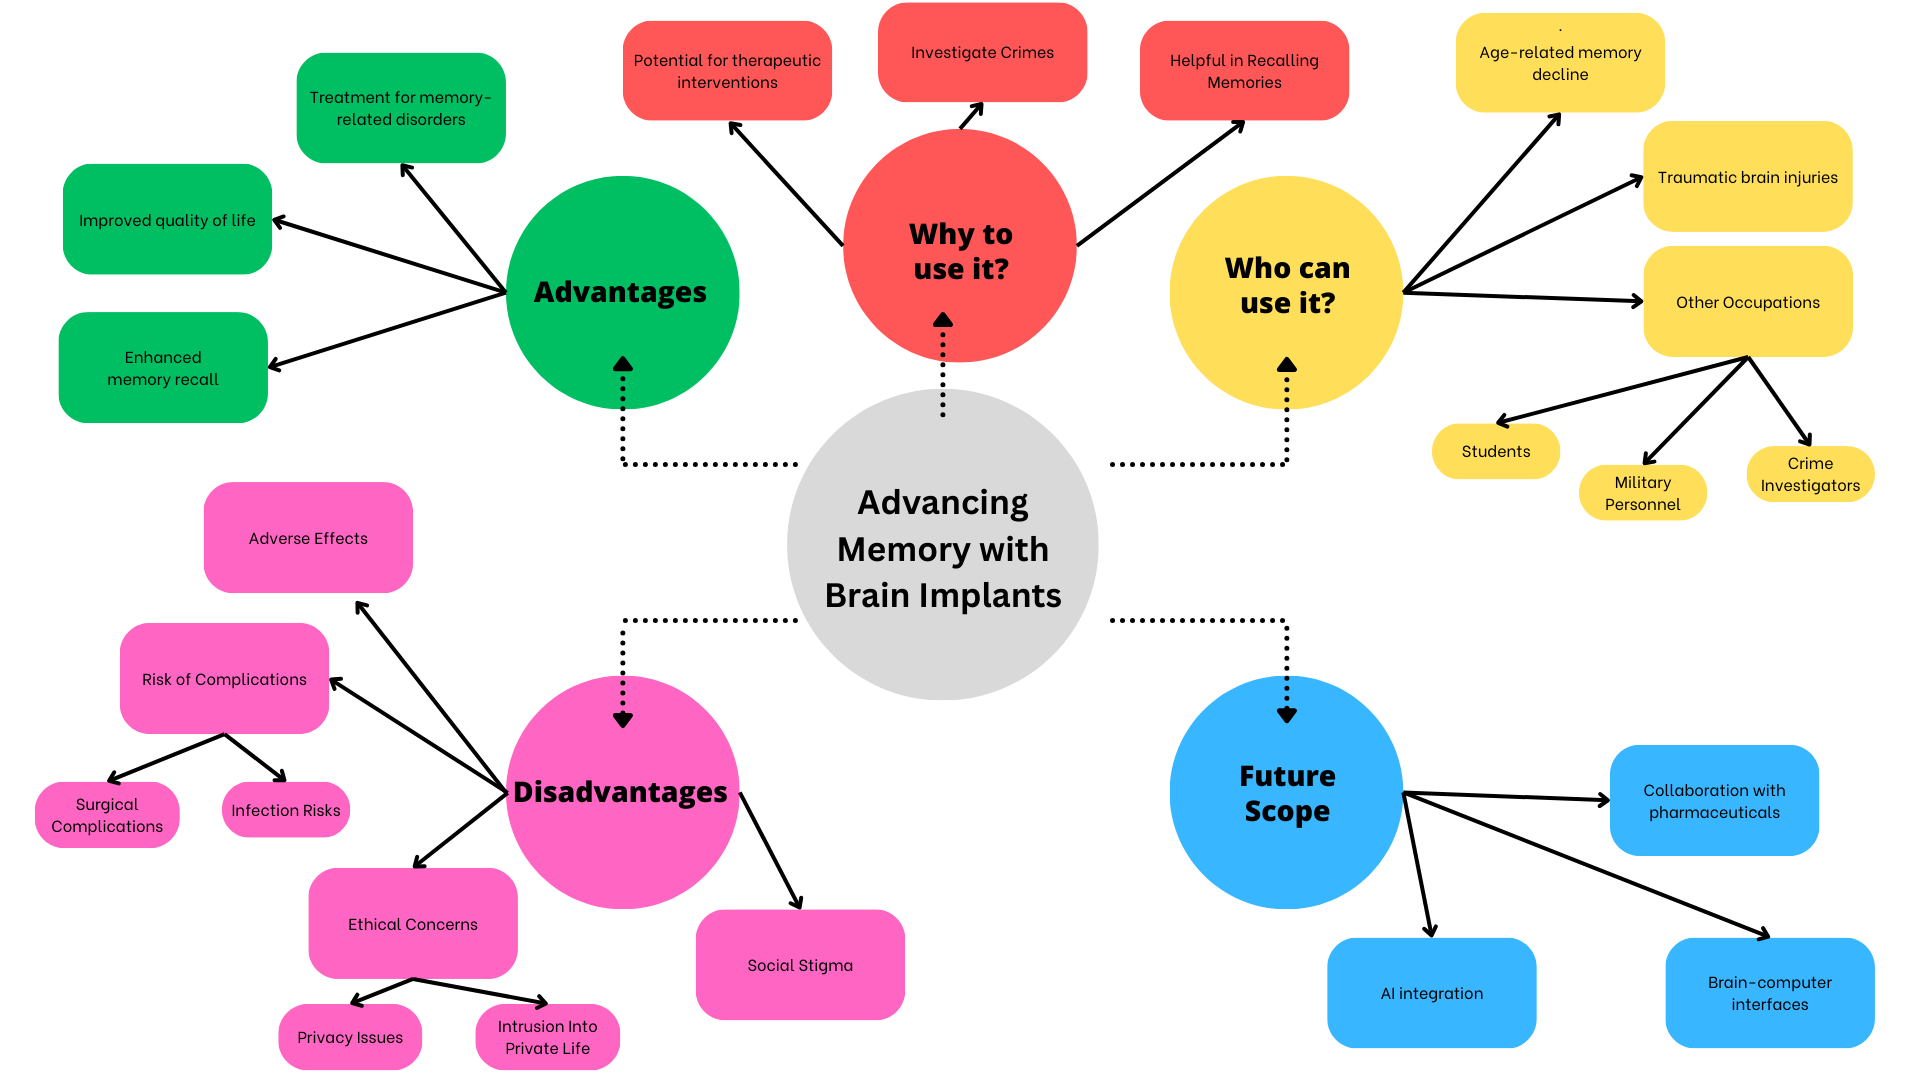 Potential for therapeutic
interventions
Investigate Crimes
Helpful in Recalling
Memories
.
Age-related memory
decline
Treatment for memory-
related disorders
Improved quality of life
Enhanced
memory recall
Advantages
Why to
use it?
Who can
use it?
Traumatic brain injuries
Other Occupations
Students
Military
Personnel
Crime
Investigators
Advancing
Memory with
Brain Implants
Adverse Effects
Risk of Complications
Surgical
Complications
Infection Risks
Disadvantages
Ethical Concerns
Privacy Issues
Intrusion Into
Private Life
Social Stigma
Future
Scope
Collaboration with
pharmaceuticals
AI integration
Brain-computer
interfaces